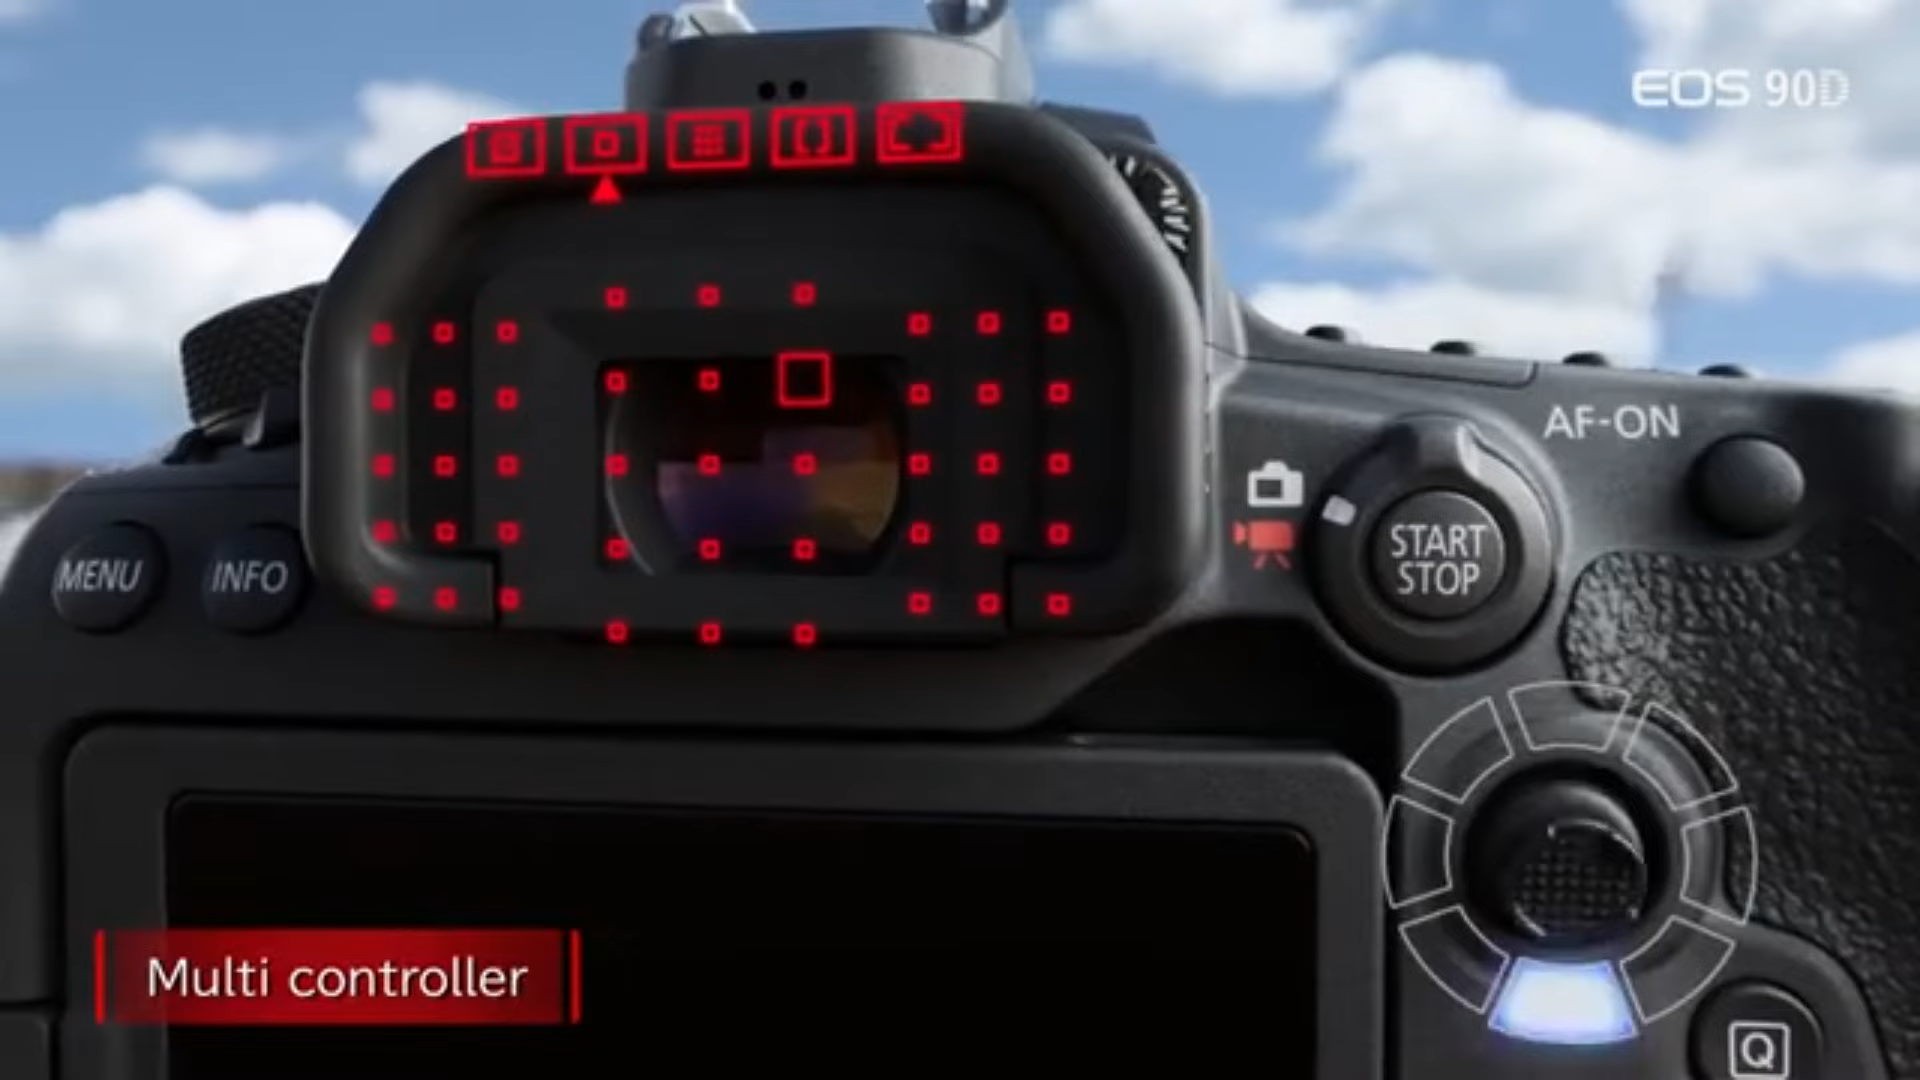 EOS 90D
AF-ON
MENU
INFO
START
STOP
Multi controller
Q